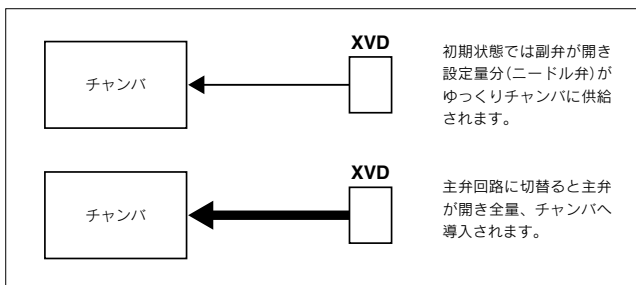 XVD
チャンバ
初期状態では副弁が開き
設定量分(ニードル弁)が
ゆっくりチャンバに供給
されます。
XVD
チャンバ
主弁回路に切替ると主弁
が開き全量、チャンバへ
導入されます。